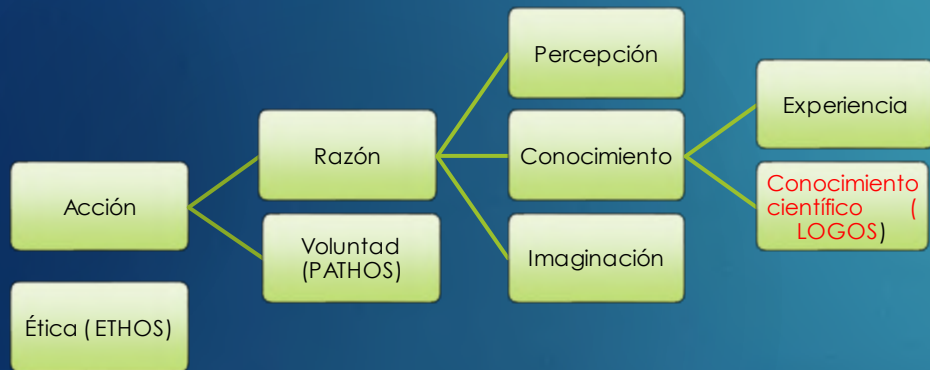 Percepción
Experiencia
Razón
Conocimiento
Acción
Conocimiento
científico (
LOGOS)
Voluntad
(PATHOS)
Imaginación
Ética ( ETHOS)